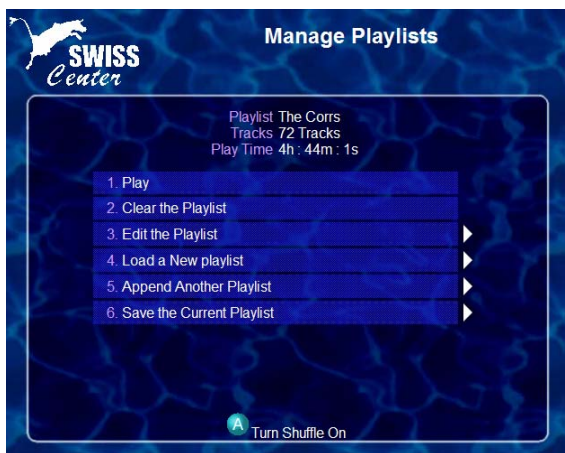 SWISS
Center
Manage Playlists
Playlist The Corrs
Tracks 72 Tracks
Play Time 4h : 44m : 1s
1. Play
2. Clear the Playlist
3. Edit the Playlist
4. Load a New playlist
5. Append Another Playlist
6. Save the Current Playlist
A Turn Shuffle On